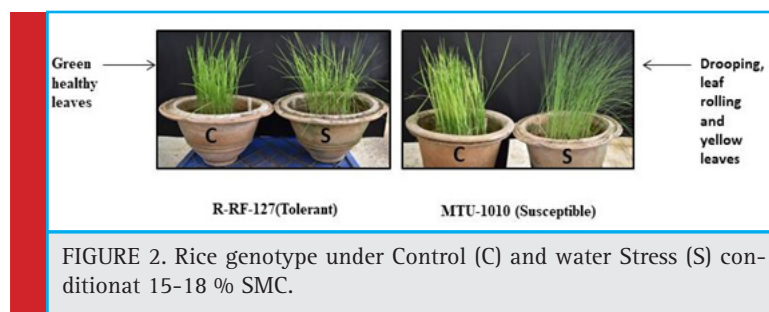 Green
healthy
leaves
C
S
C
S
Drooping,
leaf
rolling
and
yellow
leaves
R-RF-127(Tolerant)
MTU-1010 (Susceptible)
FIGURE 2. Rice genotype under Control (C) and water Stress (S) con-
ditionat 15-18 % SMC.